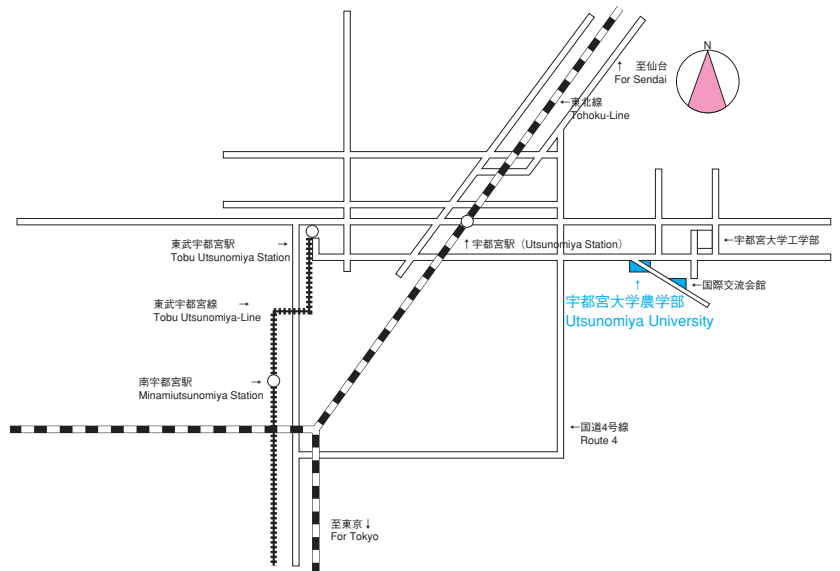 N
↑ 至仙台
For Sendai
←東北線
Tohoku-Line
東武宇都宮駅 →
Tobu Utsunomiya Station
↑宇都宮駅（Utsunomiya Station）
←宇都宮大学工学部
←国際交流会館
↑
宇都宮大学農学部
Utsunomiya University
東武宇都宮線 →
Tobu Utsunomiya-Line
南宇都宮駅 →
Minamiutsunomiya Station
←国道4号線
Route 4
至東京↓
For Tokyo